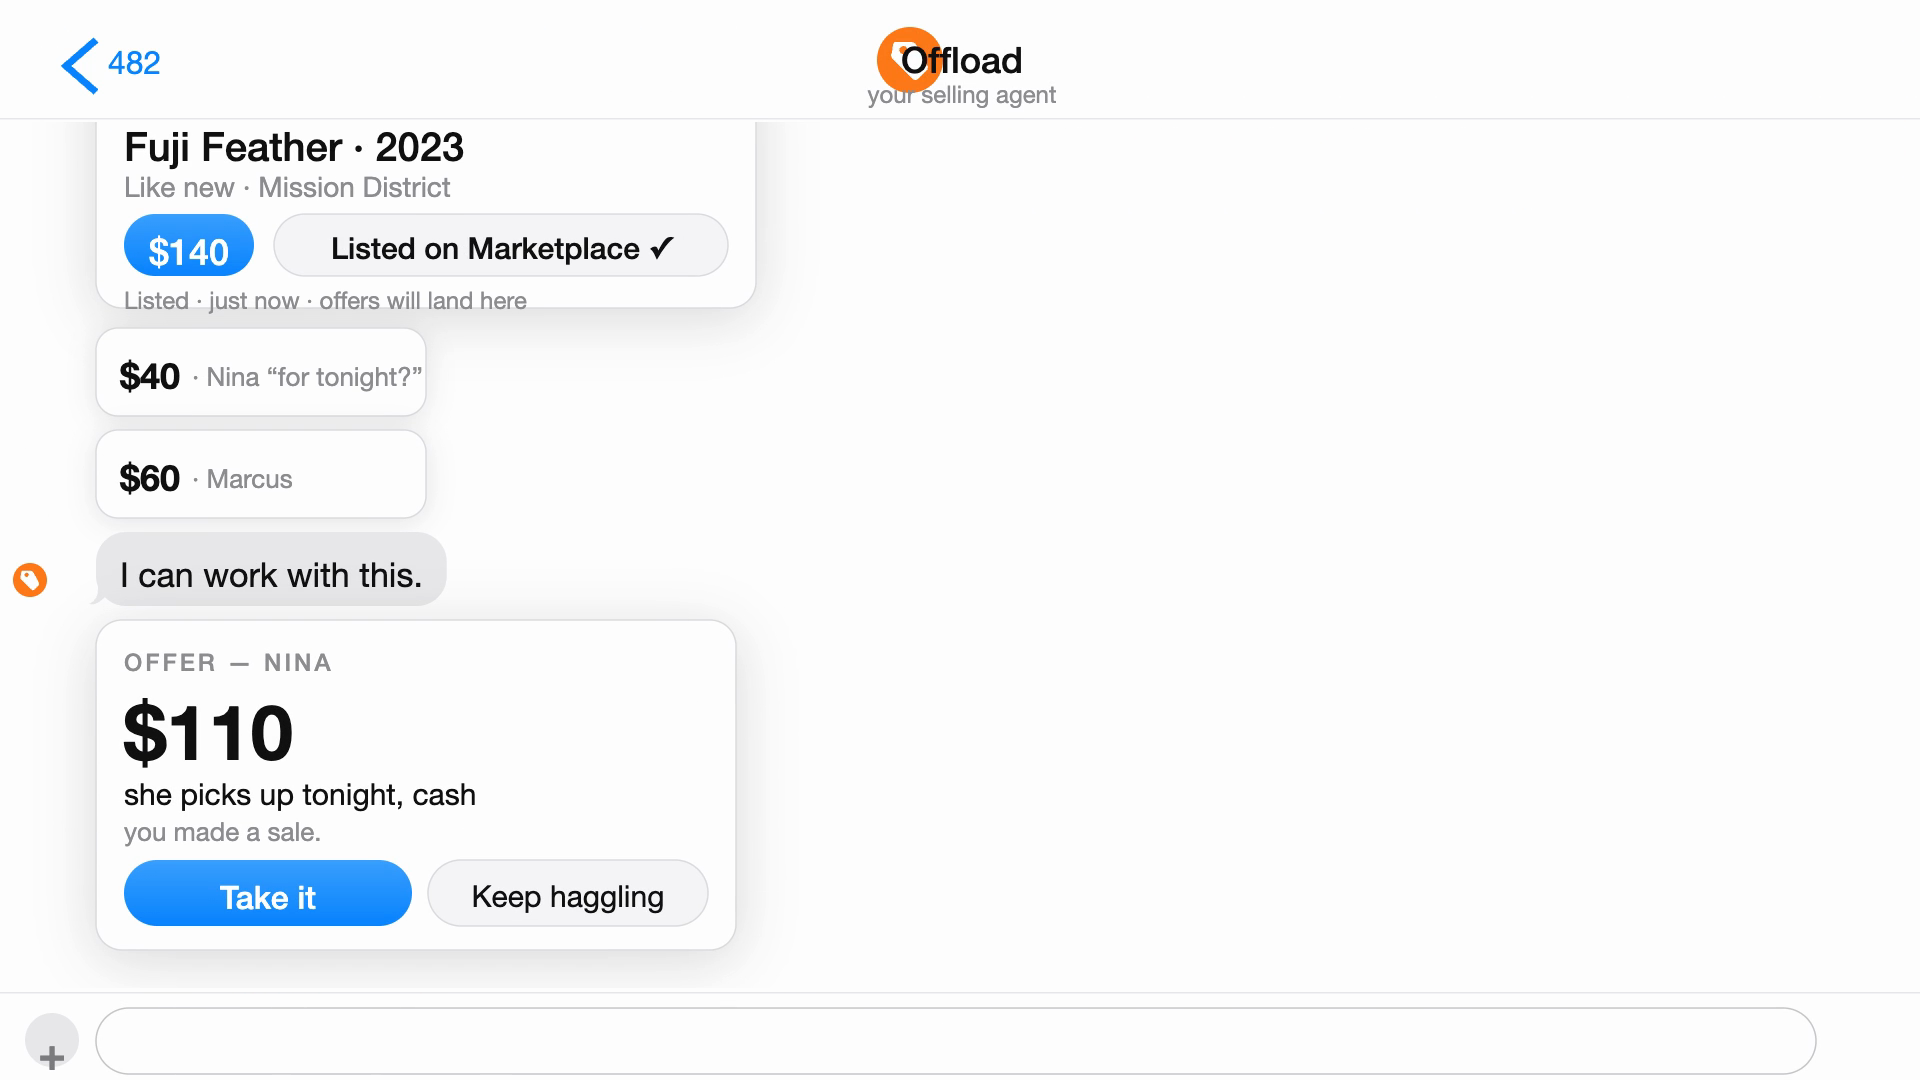 482
Offload
your selling agent
Fuji Feather · 2023
Like new · Mission District
$140
Listed on Marketplace ✓
Listed · just now · offers will land here
$40 · Nina “for tonight?”
$60 · Marcus
I can work with this.
OFFER — NINA
$110
she picks up tonight, cash
you made a sale.
Take it
Keep haggling